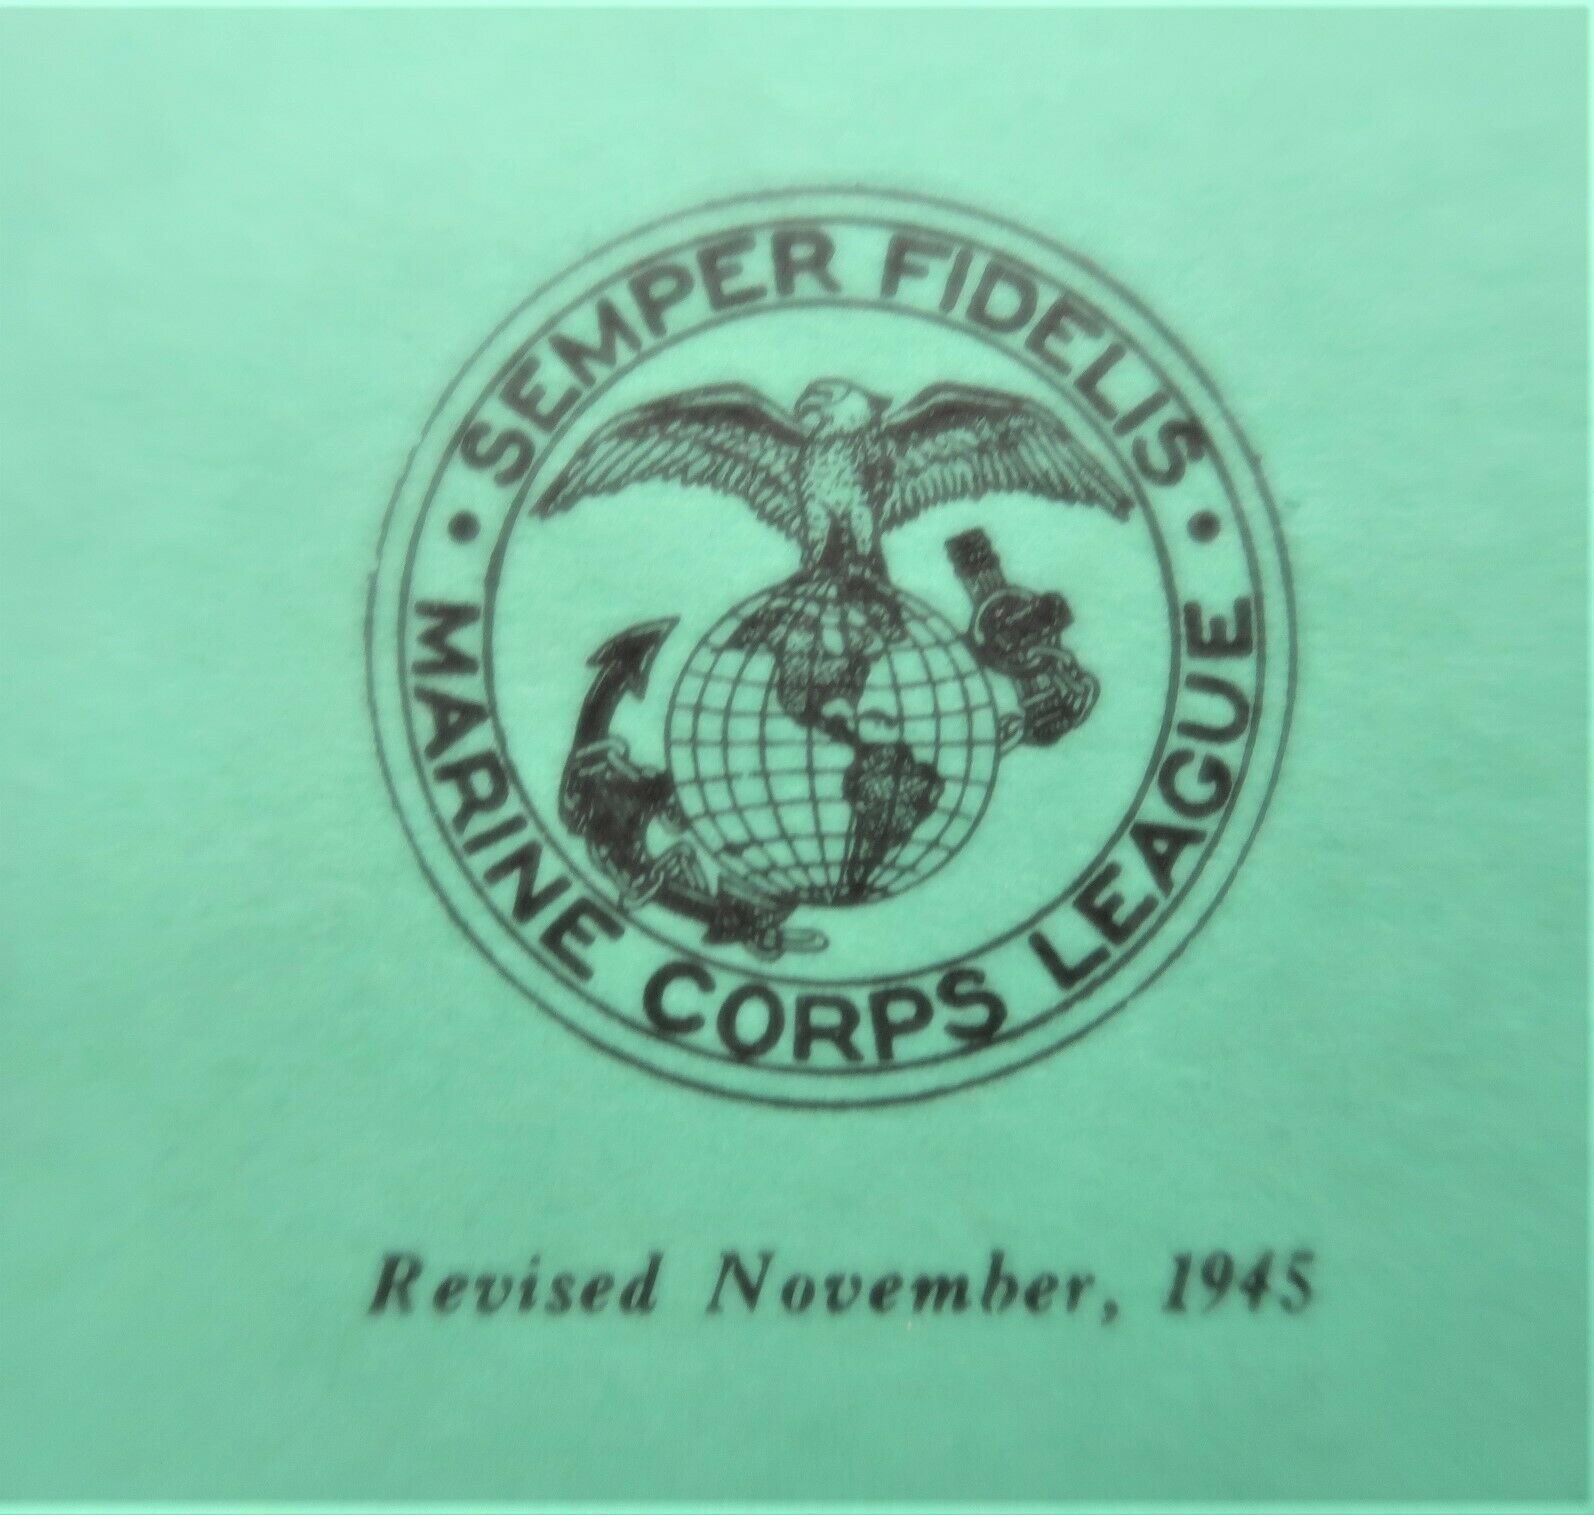 • SEMPER FIDELIS •
MARINE CORPS LEAGUE
Revised November, 1945